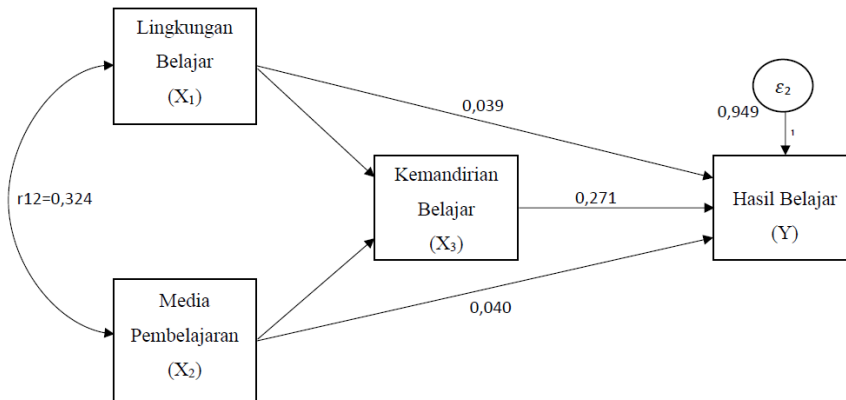 Lingkungan
Belajar
(X₁)
0,039
ε₂
0,949
¹
r12=0,324
Kemandirian
Belajar
(X₃)
0,271
Hasil Belajar
(Y)
Media
Pembelajaran
(X₂)
0,040